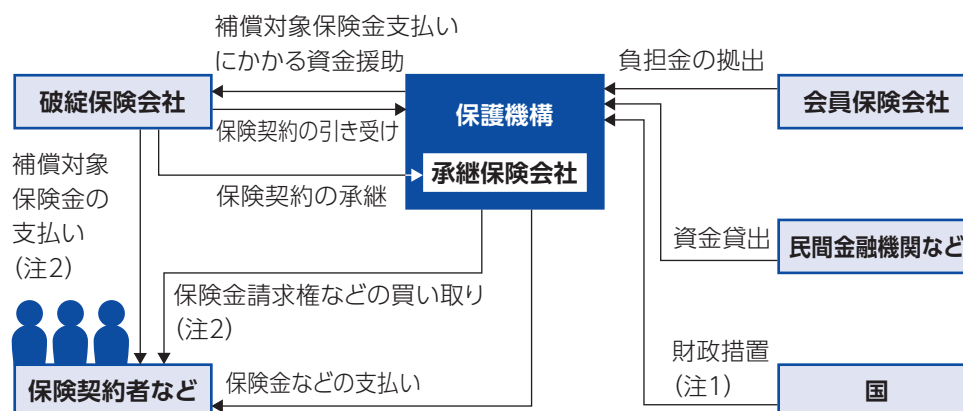 補償対象保険金支払い
にかかる資金援助
負担金の拠出
破綻保険会社
保護機構
会員保険会社
保険契約の引き受け
補償対象
保険金の
支払い
(注2)
承継保険会社
保険契約の承継
資金貸出
民間金融機関など
保険金請求権などの買い取り
(注2)
財政措置
(注1)
保険契約者など
保険金などの支払い
国